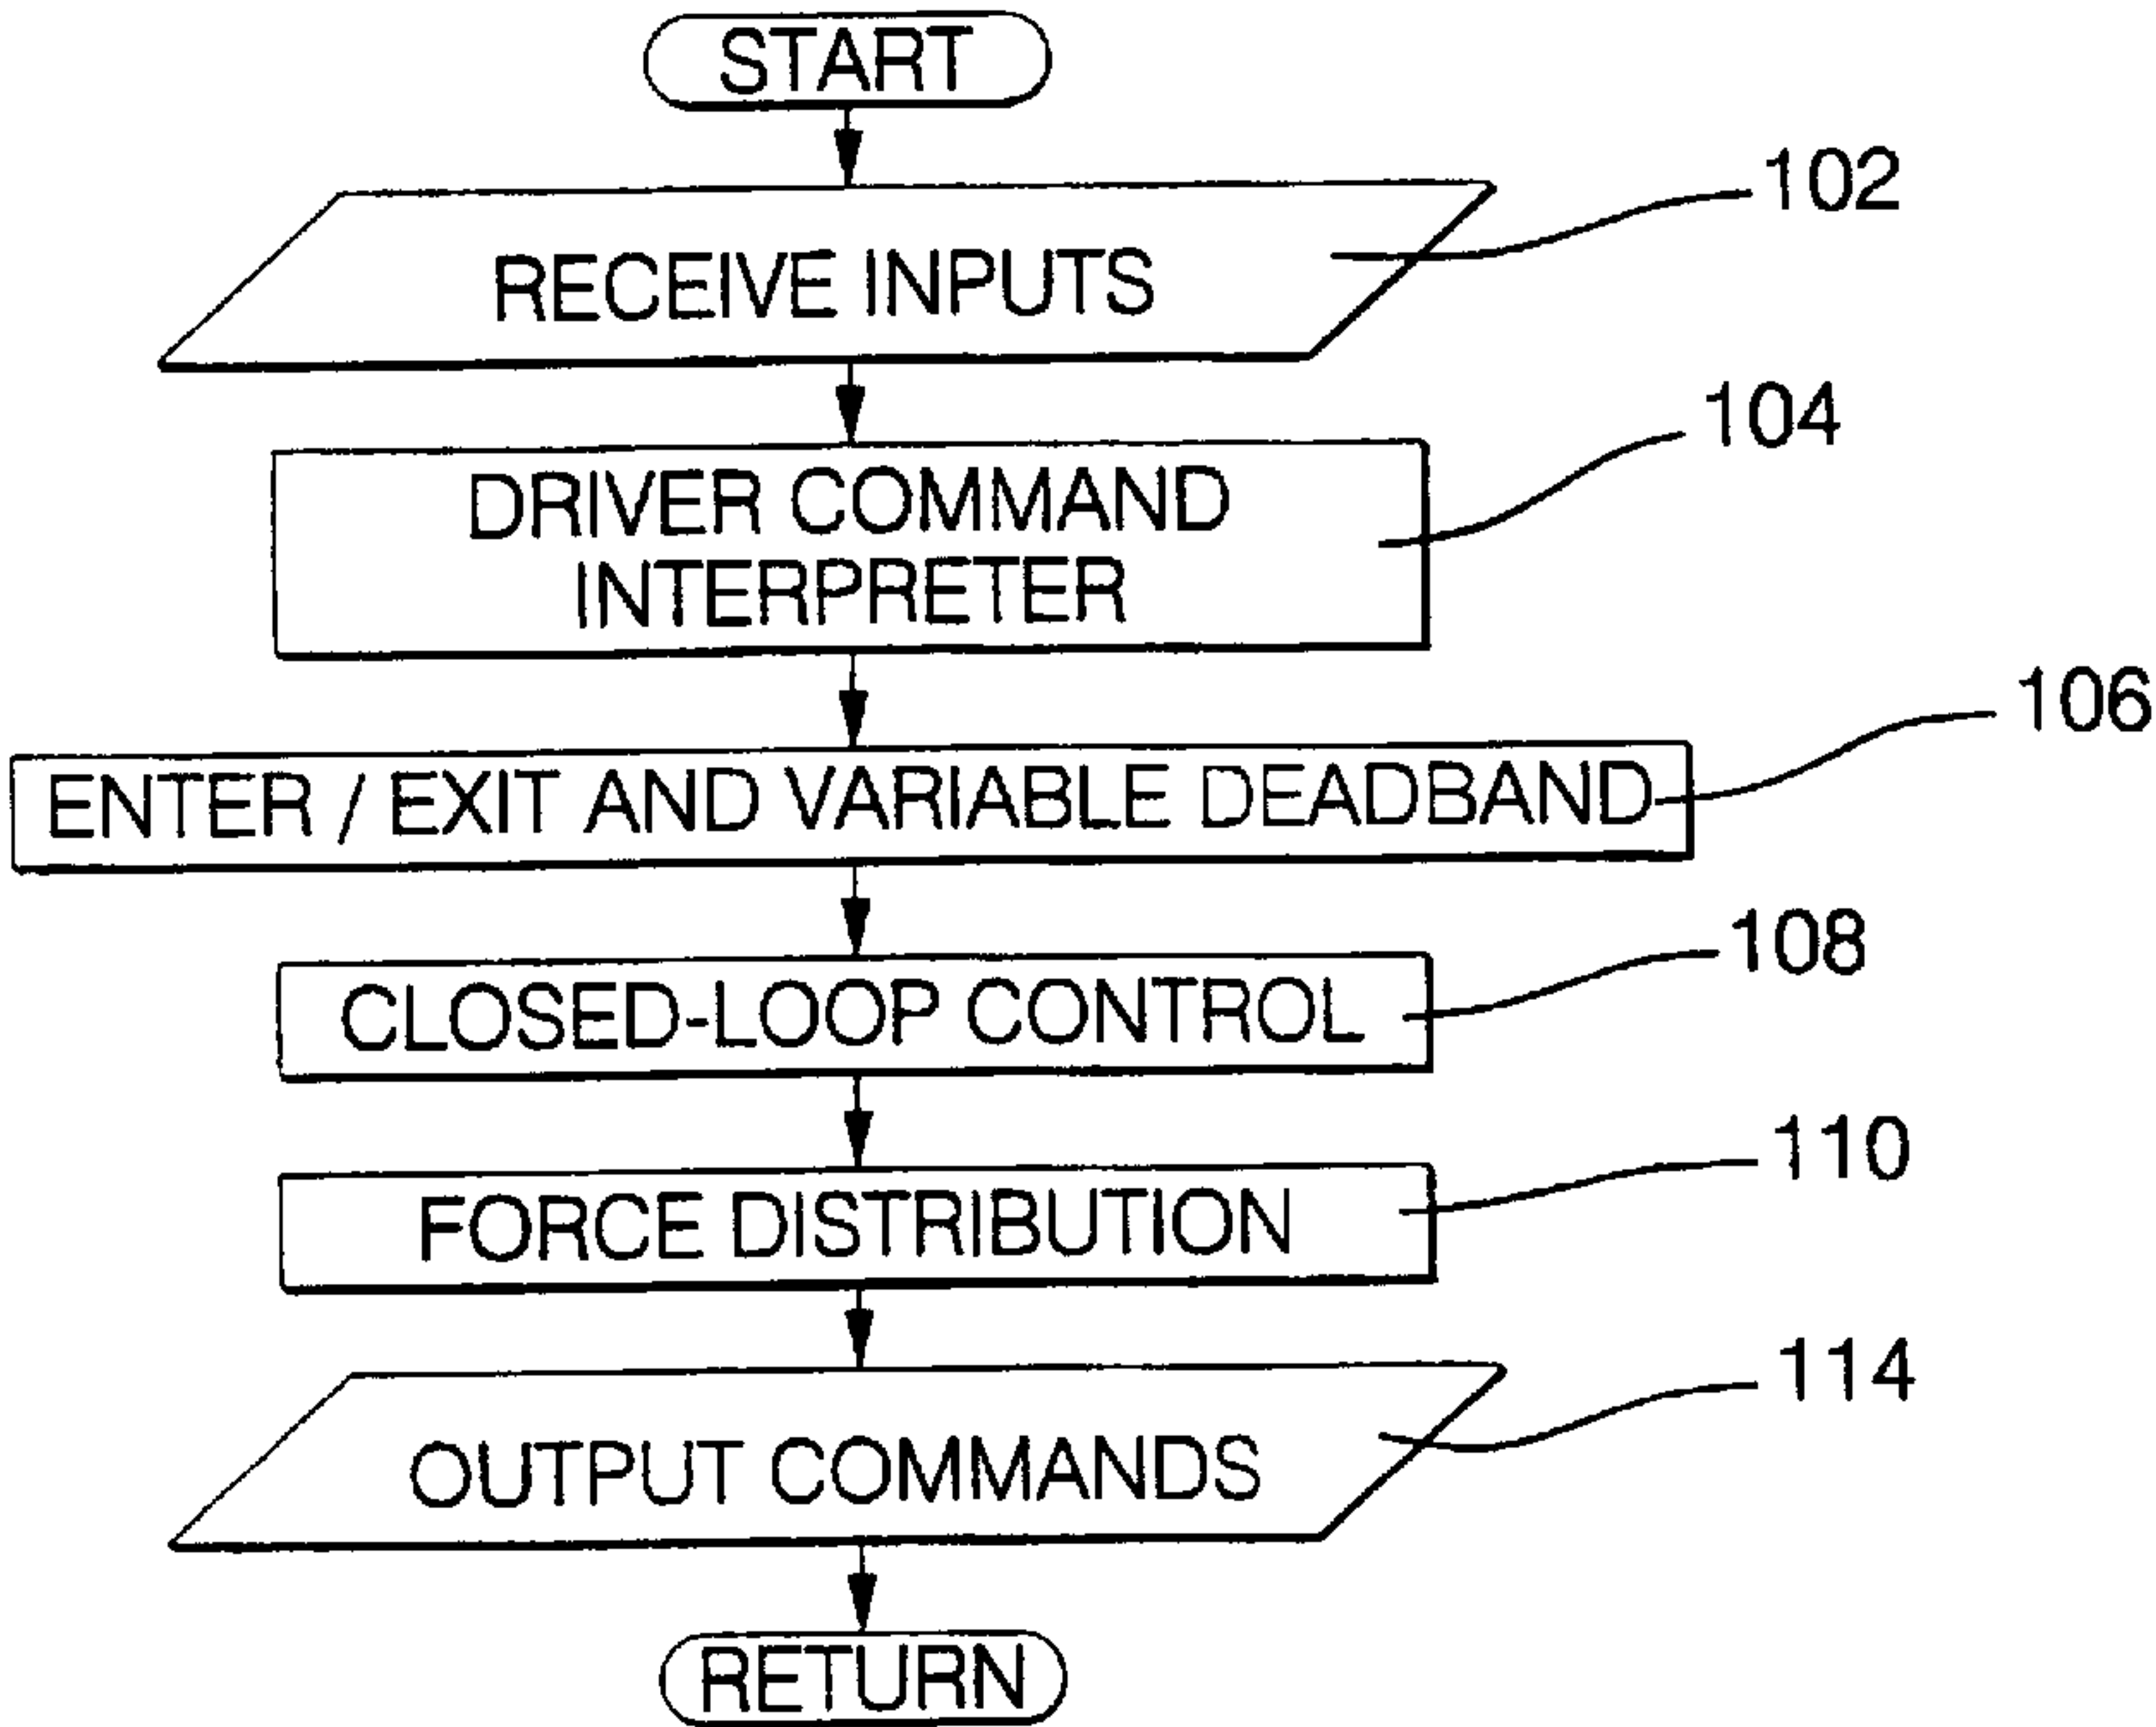 START
102
RECEIVE INPUTS
104
DRIVER COMMAND
INTERPRETER
106
ENTER / EXIT AND VARIABLE DEADBAND
108
CLOSED-LOOP CONTROL
110
FORCE DISTRIBUTION
114
OUTPUT COMMANDS
RETURN